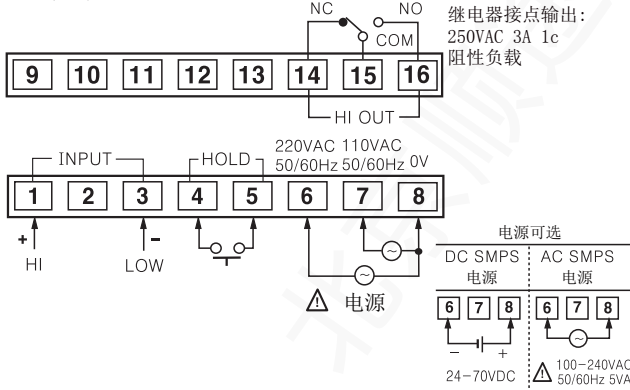 NC
NO
COM
继电器接点输出:
250VAC 3A 1c
阻性负载
9 10 11 12 13 14 15 16
HI OUT
INPUT
HOLD
220VAC 110VAC
50/60Hz 50/60Hz 0V
1 2 3 4 5 6 7 8
+
-
HI
LOW
~
~
电源
电源可选
DC SMPS
电源
AC SMPS
电源
6 7 8
6 7 8
- +
~
24-70VDC
100-240VAC
50/60Hz 5VA